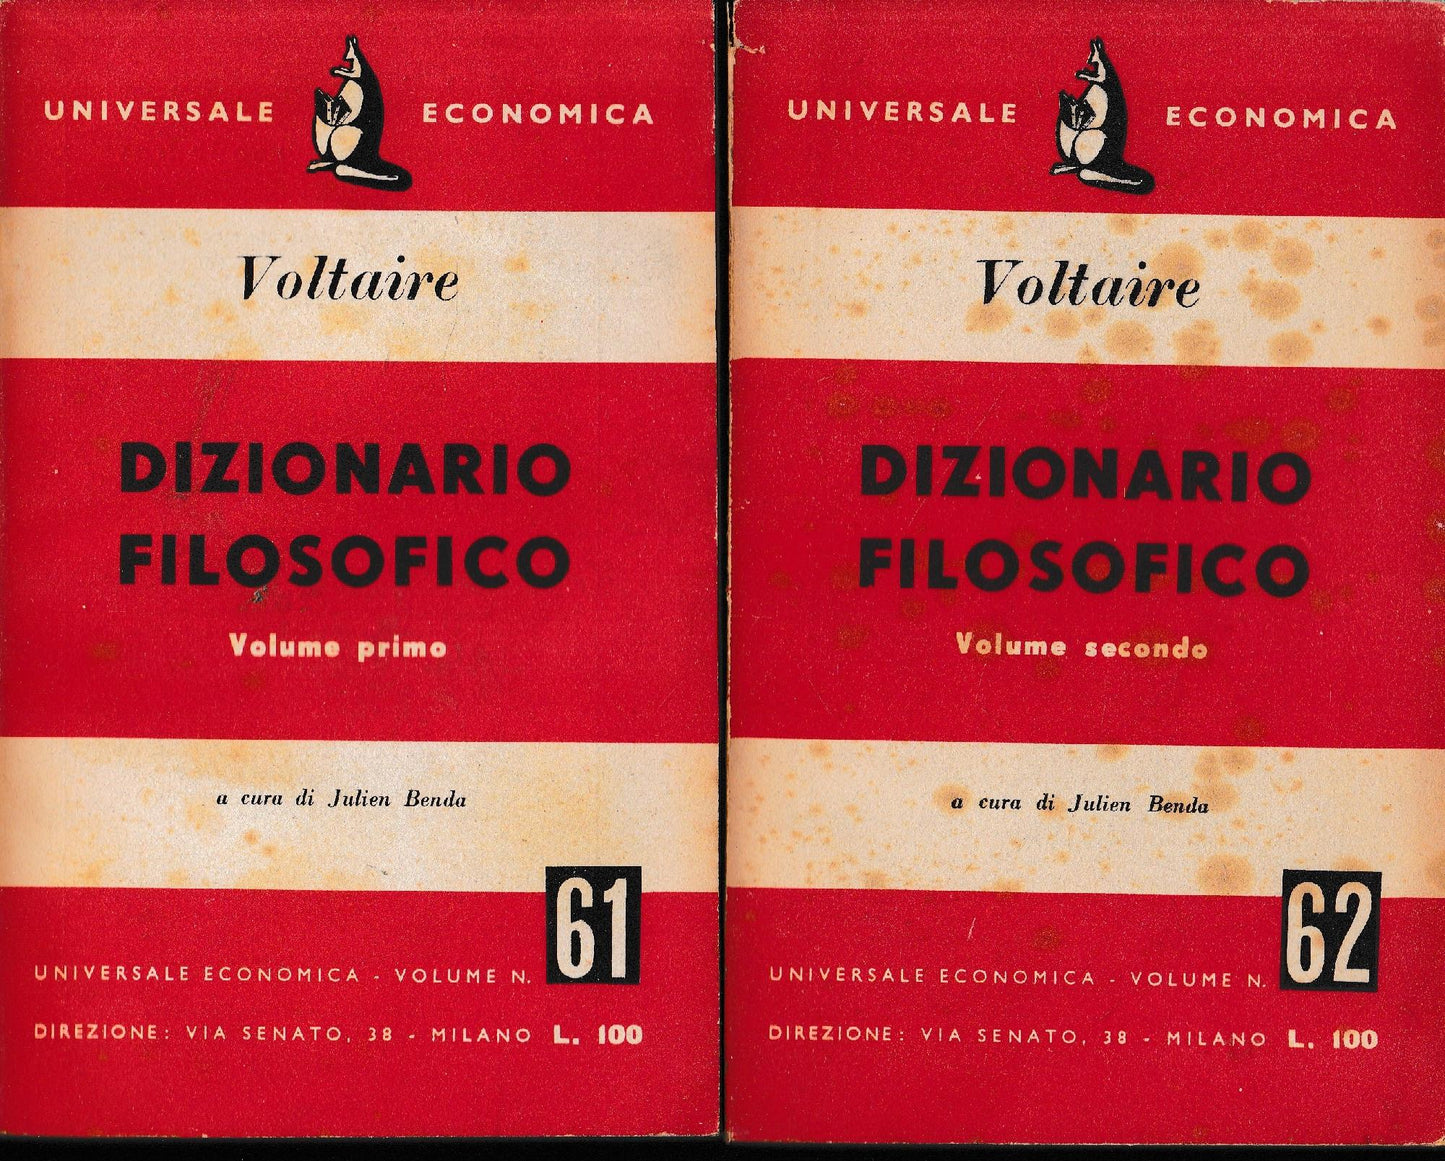 UNIVERSALE ECONOMICA
Voltaire
DIZIONARIO
FILOSOFICO
Volume primo
a cura di Julien Benda
61
UNIVERSALE ECONOMICA - VOLUME N.
DIREZIONE: VIA SENATO, 38 - MILANO L. 100
UNIVERSALE ECONOMICA
Voltaire
DIZIONARIO
FILOSOFICO
Volume secondo
a cura di Julien Benda
62
UNIVERSALE ECONOMICA - VOLUME N.
DIREZIONE: VIA SENATO, 38 - MILANO L. 100